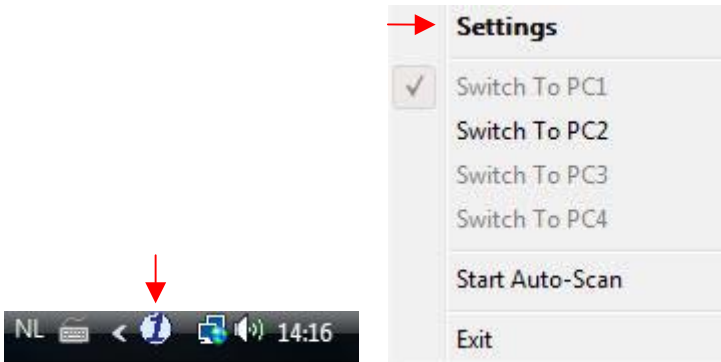 Settings
Switch To PC1
Switch To PC2
Switch To PC3
Switch To PC4
Start Auto-Scan
Exit
NL
14:16